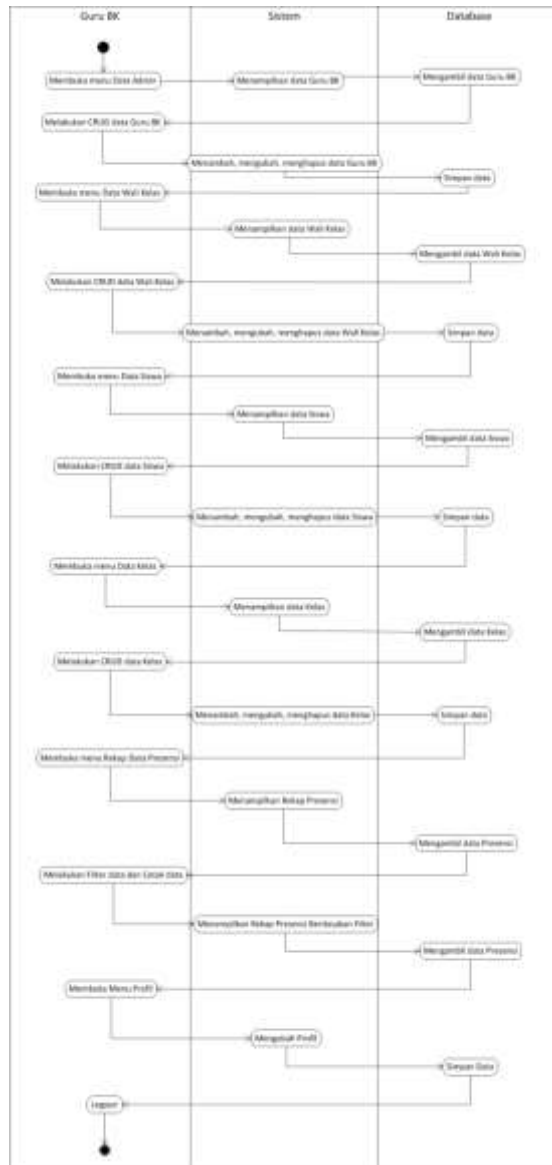 Guru BK
Sistem
Database
Membuka menu Data Admin
Menampilkan data Guru BK
Mengambil data Guru BK
Melakukan CRUD data Guru BK
Menambah, mengubah, menghapus data Guru BK
Simpan data
Membuka menu Data Wali Kelas
Menampilkan data Wali Kelas
Mengambil data Wali Kelas
Melakukan CRUD data Wali Kelas
Menambah, mengubah, menghapus data Wali Kelas
Simpan data
Membuka menu Data Siswa
Menampilkan data Siswa
Mengambil data Siswa
Melakukan CRUD data Siswa
Menambah, mengubah, menghapus data Siswa
Simpan data
Membuka menu Data Kelas
Menampilkan data Kelas
Mengambil data Kelas
Melakukan CRUD data Kelas
Menambah, mengubah, menghapus data Kelas
Simpan data
Membuka menu Rekap Data Presensi
Menampilkan Rekap Presensi
Mengambil data Presensi
Melakukan Filter data dan Cetak data
Menampilkan Rekap Presensi Filter
Mengambil data Presensi
Membuka Menu Profil
Mengubah Profil
Simpan Data
Logout